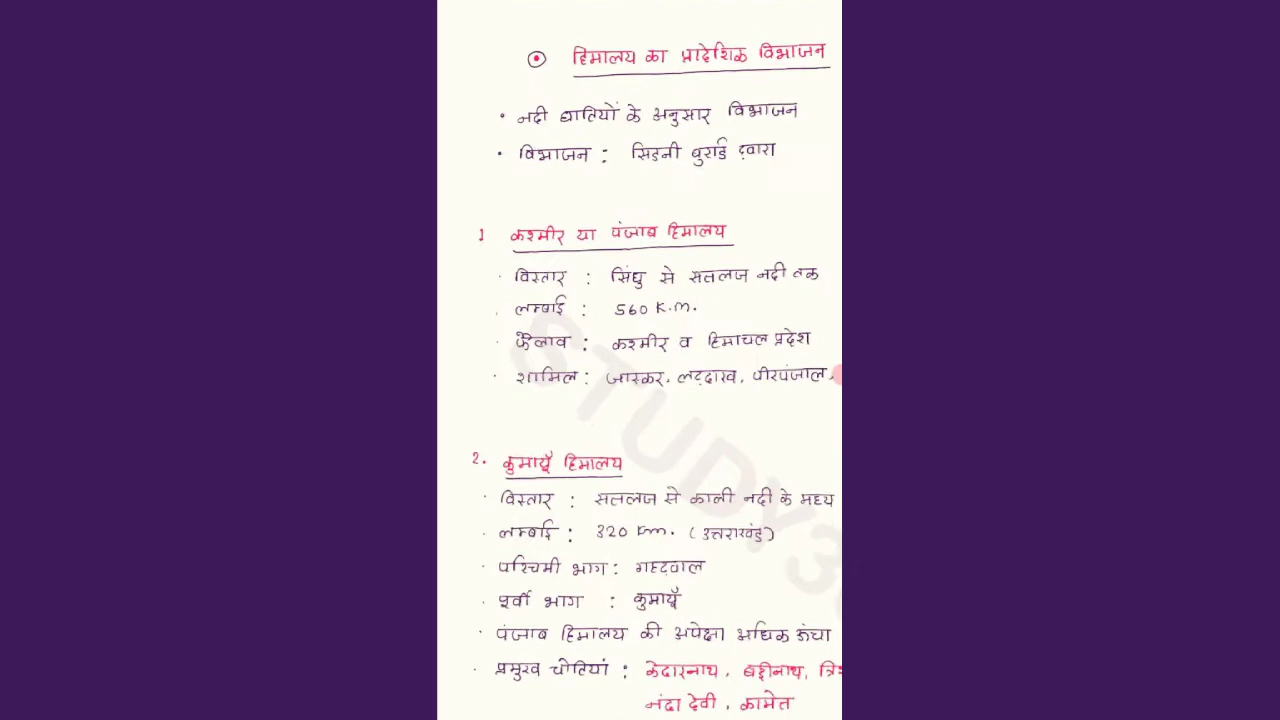 हिमालय का प्रादेशिक विभाजन
• नदी घातियों के अनुसार विभाजन
• विभाजन : सिडनी बुरार्ड द्वारा
1 कश्मीर या पंजाब हिमालय
· विस्तार : सिंधु से सतलज नदी तक
· लम्बाई : 560 K.m.
· फैलाव : कश्मीर व हिमाचल प्रदेश
· शामिल : जास्कर, लद्दाख, पीरपंजाल,
2. कुमायूँ हिमालय
· विस्तार : सतलज से काली नदी के मध्य
· लम्बाई : 320 Km. (उत्तराखंड)
· पश्चिमी भाग : गढ़वाल
· पूर्वी भाग : कुमायूँ
· पंजाब हिमालय की अपेक्षा अधिक ऊंचा
· प्रमुख चोतियां : केदारनाथ, बद्रीनाथ,
नंदा देवी, कामेत
STUDY